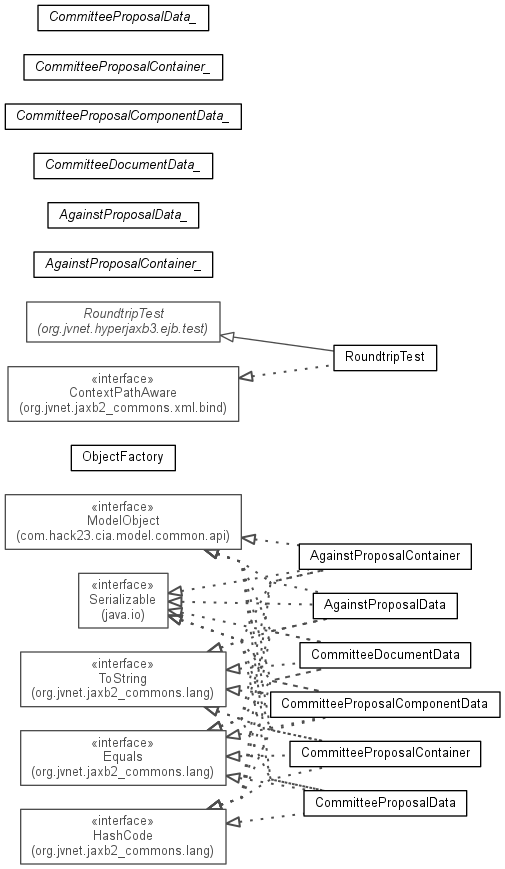 CommitteeProposalData_
CommitteeProposalContainer_
CommitteeProposalComponentData_
CommitteeDocumentData_
AgainstProposalData_
AgainstProposalContainer_
RoundtripTest
(org.jvnet.hyperjaxb3.ejb.test)
RoundtripTest
«interface»
ContextPathAware
(org.jvnet.jaxb2_commons.xml.bind)
ObjectFactory
«interface»
ModelObject
(com.hack23.cia.model.common.api)
AgainstProposalContainer
«interface»
Serializable
(java.io)
AgainstProposalData
CommitteeDocumentData
«interface»
ToString
(org.jvnet.jaxb2_commons.lang)
CommitteeProposalComponentData
«interface»
Equals
(org.jvnet.jaxb2_commons.lang)
CommitteeProposalContainer
CommitteeProposalData
«interface»
HashCode
(org.jvnet.jaxb2_commons.lang)